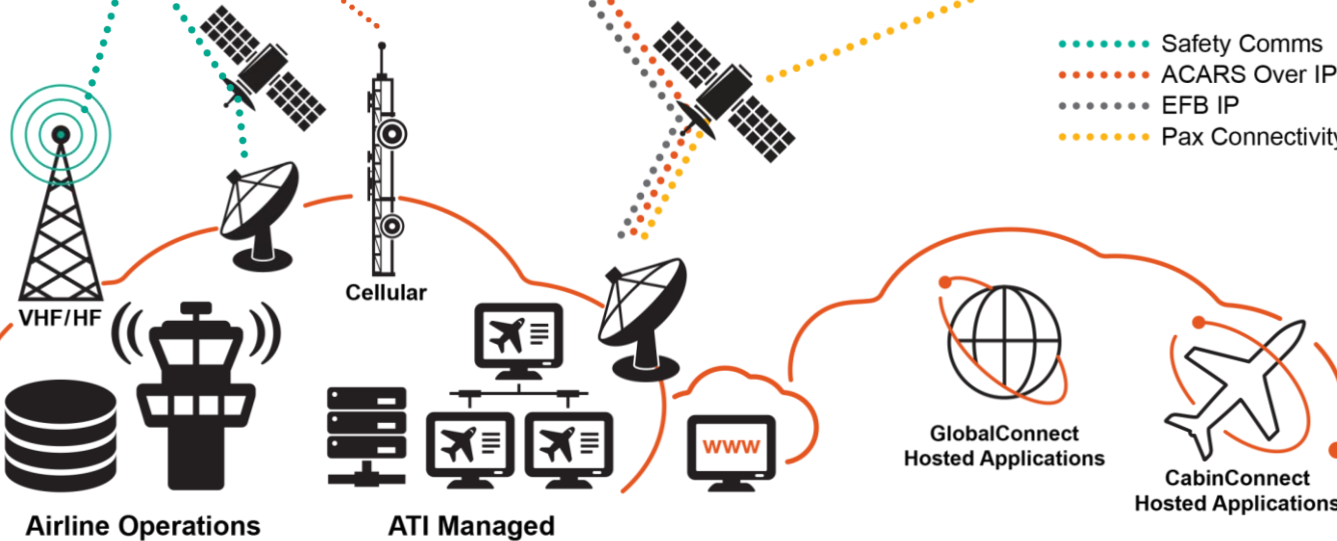 Safety Comms
ACARS Over IP
EFB IP
Pax Connectivity
VHF/HF
Cellular
www
GlobalConnect
Hosted Applications
CabinConnect
Hosted Applications
Airline Operations
ATI Managed